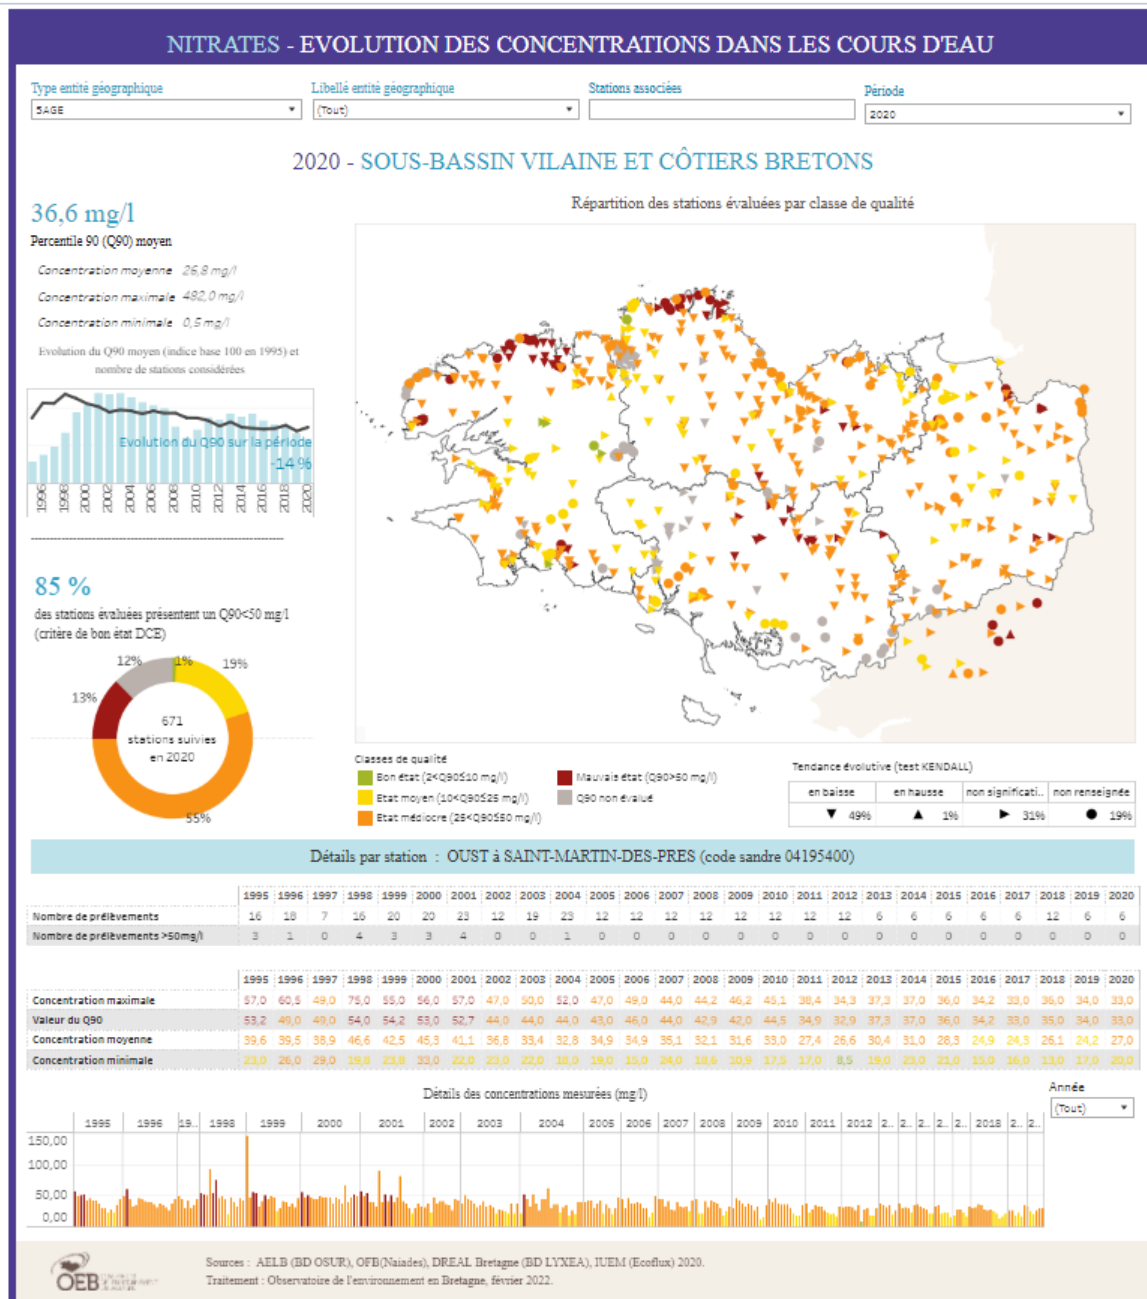 NITRATES - EVOLUTION DES CONCENTRATIONS DANS LES COURS D'EAU
Type entité géographique Libellé entité géographique Stations associées Période
SAGE (Tout) 2020
2020 - SOUS-BASSIN VILAINE ET CÔTIERS BRETONS
36,6 mg/l
Percentile 90 (Q90) moyen
Concentration moyenne 26,8 mg/l
Concentration maximale 492,0 mg/l
Concentration minimale 0,5 mg/l
Evolution du Q90 moyen (indice base 100 en 1995) et
nombre de stations considérées
Evolution du Q90 sur la période
-14 %
1996 1998 2000 2002 2004 2006 2008 2010 2012 2014 2016 2018 2020
85 %
des stations évaluées présentent un Q90<50 mg/l
(critère de bon état DCE)
12% 1% 19%
13%
671
stations suivies
en 2020
55%
Répartition des stations évaluées par classe de qualité
Classes de qualité
Bon état (2<Q90≤10 mg/l) Mauvais état (Q90>50 mg/l)
Etat moyen (10<Q90≤25 mg/l) Q90 non évalué
Etat médiocre (25<Q90≤50 mg/l)
Tendance évolutive (test KENDALL)
en baisse en hausse non significati.. non renseignée
▼ 49% ▲ 1% ► 31% ● 19%
Détails par station : OUST à SAINT-MARTIN-DES-PRES (code sandre 04195400)
1995 1996 1997 1998 1999 2000 2001 2002 2003 2004 2005 2006 2007 2008 2009 2010 2011 2012 2013 2014 2015 2016 2017 2018 2019 2020
Nombre de prélèvements 16 18 7 16 20 20 23 12 19 23 12 12 12 12 12 12 12 12 6 6 6 6 6 12 6 6
Nombre de prélèvements >50mg/l 3 1 0 4 3 3 4 0 0 1 0 0 0 0 0 0 0 0 0 0 0 0 0 0 0 0
1995 1996 1997 1998 1999 2000 2001 2002 2003 2004 2005 2006 2007 2008 2009 2010 2011 2012 2013 2014 2015 2016 2017 2018 2019 2020
Concentration maximale 57,0 60,5 49,0 75,0 55,0 56,0 57,0 47,0 50,0 52,0 47,0 49,0 44,0 44,2 46,2 45,1 38,4 34,3 37,3 37,0 36,0 34,2 33,0 36,0 34,0 33,0
Valeur du Q90 53,2 49,0 49,0 54,0 54,2 53,0 52,7 44,0 44,0 44,0 43,0 46,0 44,0 42,9 42,0 44,5 34,9 32,9 37,3 37,0 36,0 34,2 33,0 35,0 34,0 33,0
Concentration moyenne 39,6 39,5 38,9 46,6 42,5 45,3 41,1 36,8 33,4 32,8 34,9 34,9 35,1 32,1 31,6 33,0 27,4 26,6 30,4 31,0 28,3 24,9 24,3 26,1 24,2 27,0
Concentration minimale 23,0 26,0 29,0 19,8 23,8 33,0 22,0 23,0 22,0 18,0 19,0 15,0 24,0 18,6 10,9 17,5 17,0 8,5 19,0 23,0 21,0 15,0 16,0 13,0 17,0 20,0
Détails des concentrations mesurées (mg/l)
Année
(Tout)
1995 1996 19.. 1998 1999 2000 2001 2002 2003 2004 2005 2006 2007 2008 2009 2010 2011 2012 2.. 2.. 2.. 2.. 2.. 2018 2.. 2..
150,00
100,00
50,00
0,00
OEB
Sources : AELB (BD OSUR), OFB(Naïades), DREAL Bretagne (BD LYXEA), IUEM (Ecoflux) 2020.
Traitement : Observatoire de l'environnement en Bretagne, février 2022.